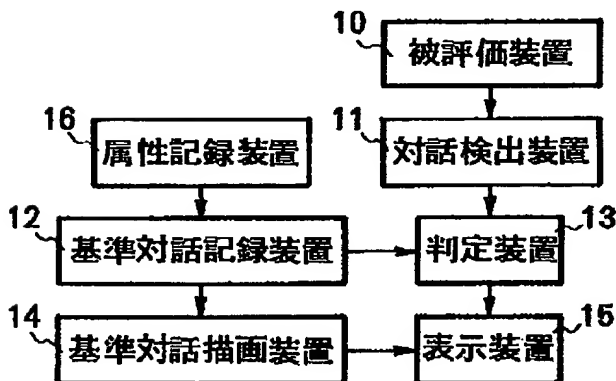 10
被評価装置
16
属性記録装置
11
対話検出装置
12
基準対話記録装置
13
判定装置
14
基準対話描画装置
15
表示装置